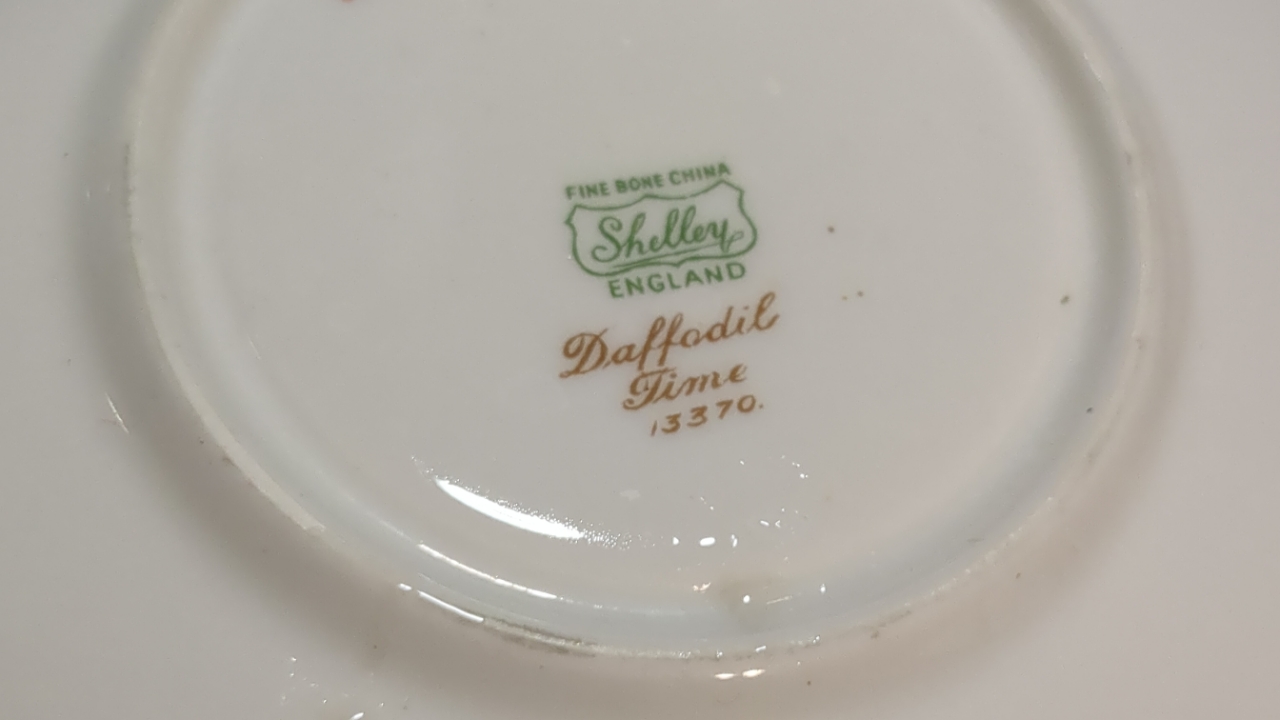 FINE BONE CHINA
Shelley
ENGLAND
Daffodil
Time
13370.